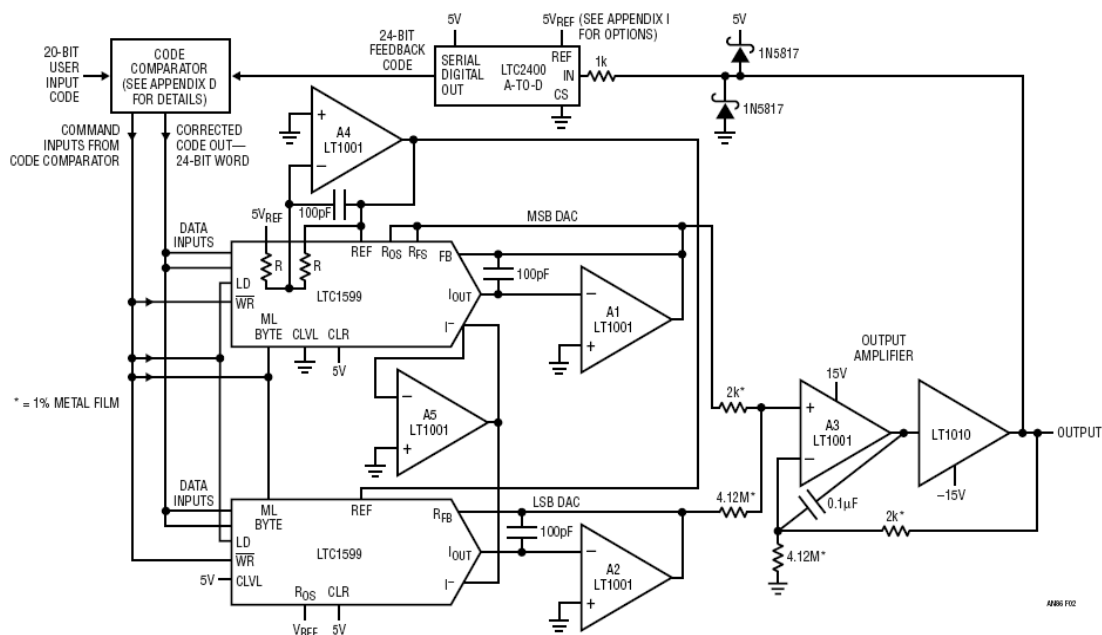 5V
5VREF (SEE APPENDIX I
FOR OPTIONS)
5V
20-BIT
USER
INPUT
CODE
CODE
COMPARATOR
(SEE APPENDIX D
FOR DETAILS)
24-BIT
FEEDBACK
CODE
SERIAL
DIGITAL
OUT
LTC2400
A-TO-D
REF
IN
CS
1k
1N5817
1N5817
COMMAND
INPUTS FROM
CODE COMPARATOR
CORRECTED
CODE OUT—
24-BIT WORD
+
A4
LT1001
−
100pF
5VREF
DATA
INPUTS
R
R
REF
ROS
RFS
MSB DAC
FB
100pF
LD
WR
LTC1599
IOUT
−
A1
LT1001
+
ML
BYTE
CLVL
CLR
I−
5V
* = 1% METAL FILM
−
A5
LT1001
+
OUTPUT
AMPLIFIER
15V
2k*
+
A3
LT1001
−
LT1010
OUTPUT
−15V
0.1µF
2k*
4.12M*
DATA
INPUTS
ML
BYTE
REF
LSB DAC
RFB
4.12M*
100pF
LD
WR
LTC1599
IOUT
−
A2
LT1001
+
5V
CLVL
I−
ROS
CLR
VREF
5V
AN86 F02